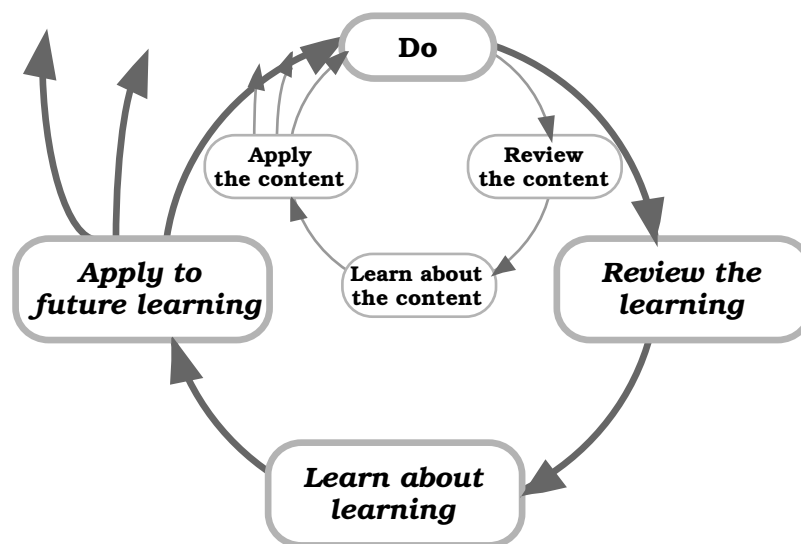 Do
Apply
the content
Review
the content
Learn about
the content
Apply to
future learning
Review the
learning
Learn about
learning